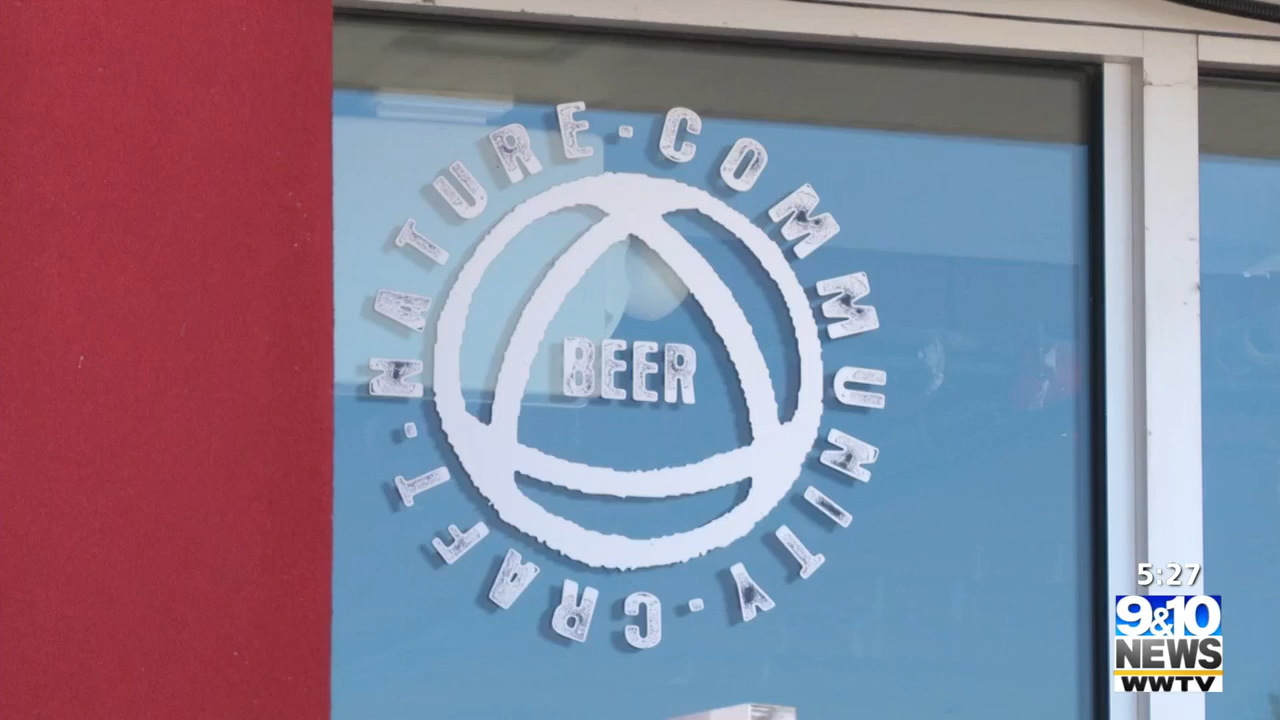 NATURE · COMMUNITY · CRAFT ·
BEER
5:27
9&10
NEWS
WWTV